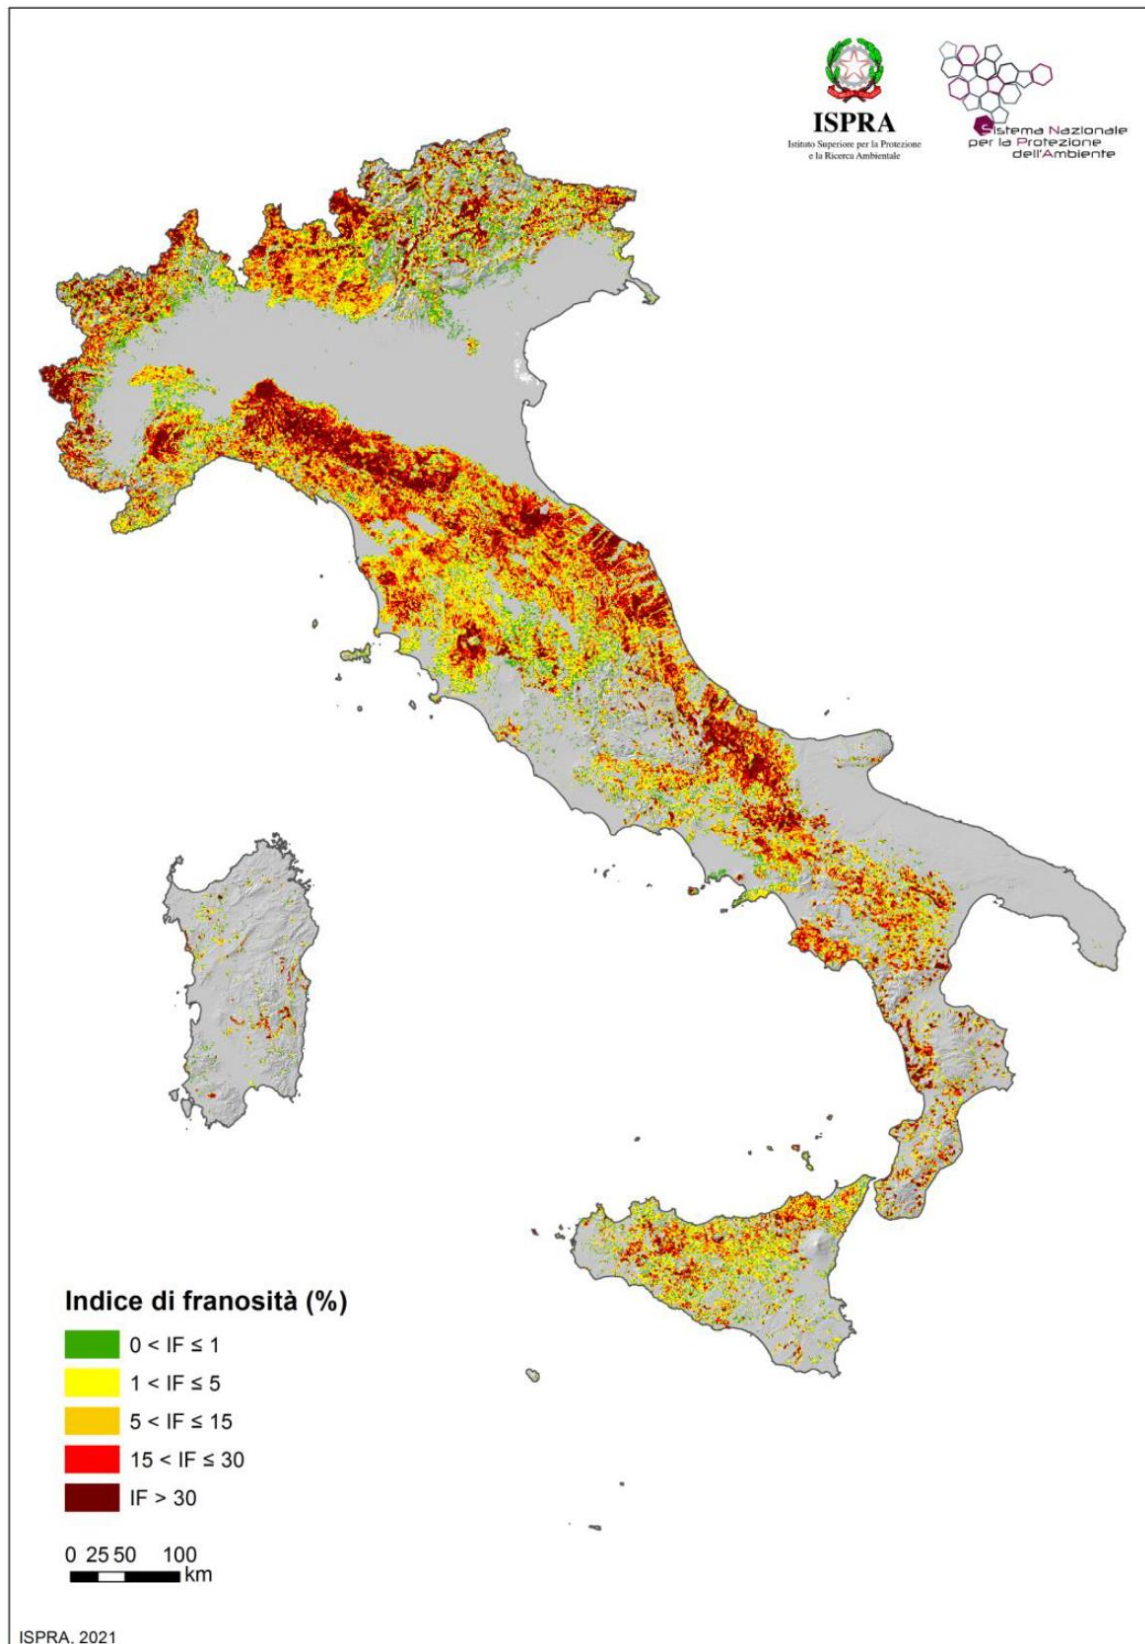 ISPRA
Istituto Superiore per la Protezione
e la Ricerca Ambientale
Sistema Nazionale
per la Protezione
dell'Ambiente
Indice di franosità (%)
0 < IF ≤ 1
1 < IF ≤ 5
5 < IF ≤ 15
15 < IF ≤ 30
IF > 30
0 25 50 100
km
ISPRA, 2021